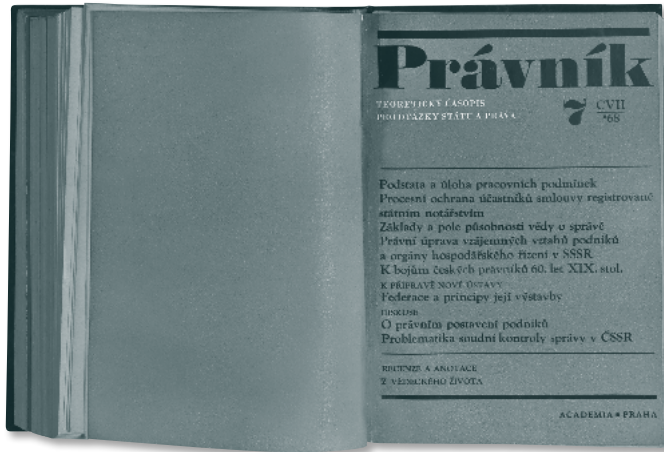 Právník
TEORETICKÝ ČASOPIS
PRO OTÁZKY STÁTU A PRÁVA
7 CVII
'68
Podstata a úloha pracovních podmínek
Procesní ochrana účastníků smlouvy registrované
státním notářstvím
Základy a pole působnosti vědy o správě
Právní úprava vzájemných vztahů podniků
a orgány hospodářského řízení v SSSR
K bojům českých právníků 60. let XIX. stol.
K PŘÍPRAVĚ NOVÉ ÚSTAVY
Federace a principy její výstavby
DISKUSE
O právním postavení podniků
Problematika soudní kontroly správy v ČSSR
RECENZE A ANOTACE
Z VĚDECKÉHO ŽIVOTA
ACADEMIA • PRAHA